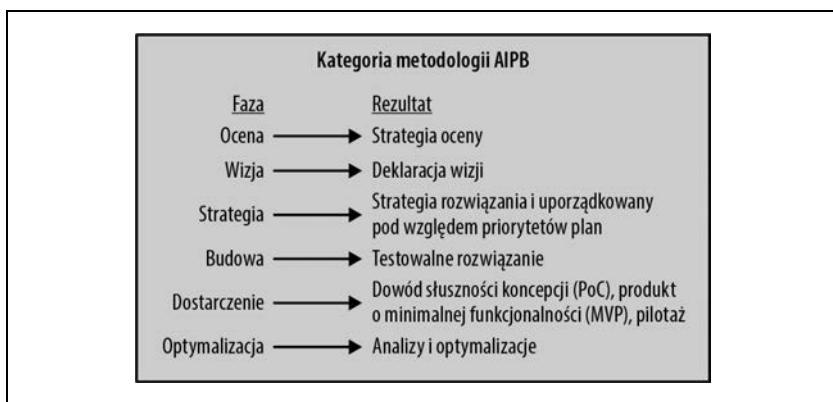 Kategoria metodologii AIPB
Faza Rezultat
Ocena Strategia oceny
Wizja Deklaracja wizji
Strategia Strategia rozwiązania i uporządkowany
pod względem priorytetów plan
Budowa Testowalne rozwiązanie
Dostarczenie Dowód słuszności koncepcji (PoC), produkt
o minimalnej funkcjonalności (MVP), pilotaż
Optymalizacja Analizy i optymalizacje